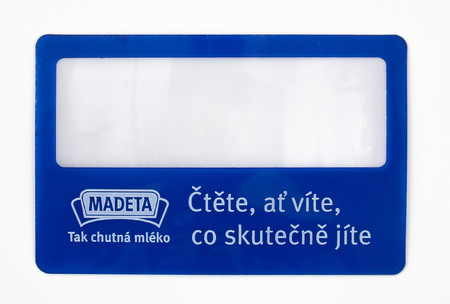 MADETA
Tak chutná mléko
Čtěte, ať víte,
co skutečně jíte